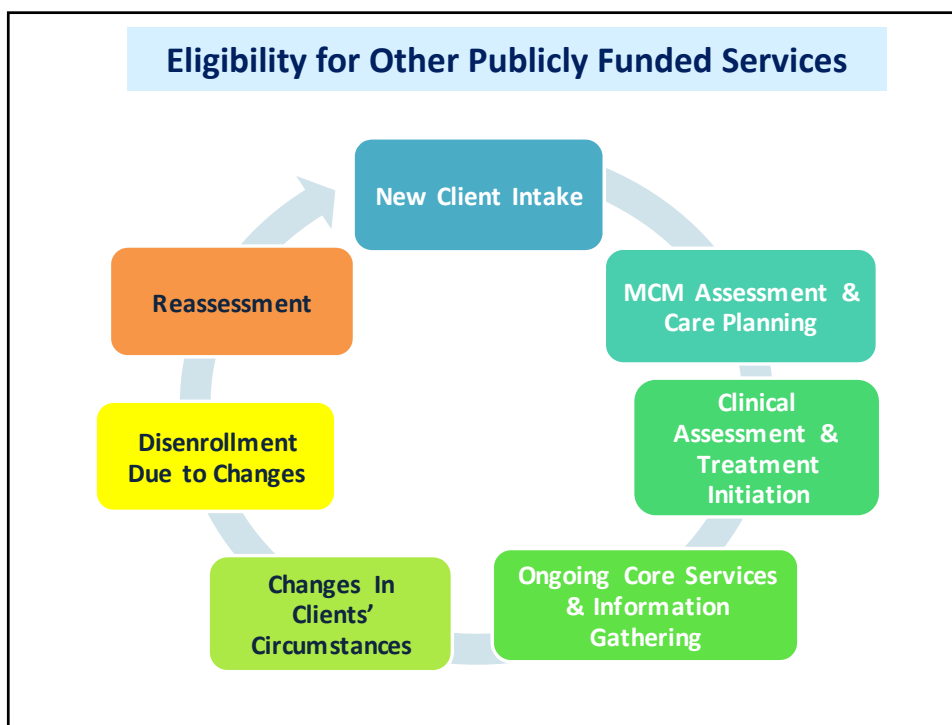 Eligibility for Other Publicly Funded Services
New Client Intake
MCM Assessment &
Care Planning
Clinical
Assessment &
Treatment
Initiation
Ongoing Core Services
& Information
Gathering
Changes In
Clients’
Circumstances
Disenrollment
Due to Changes
Reassessment